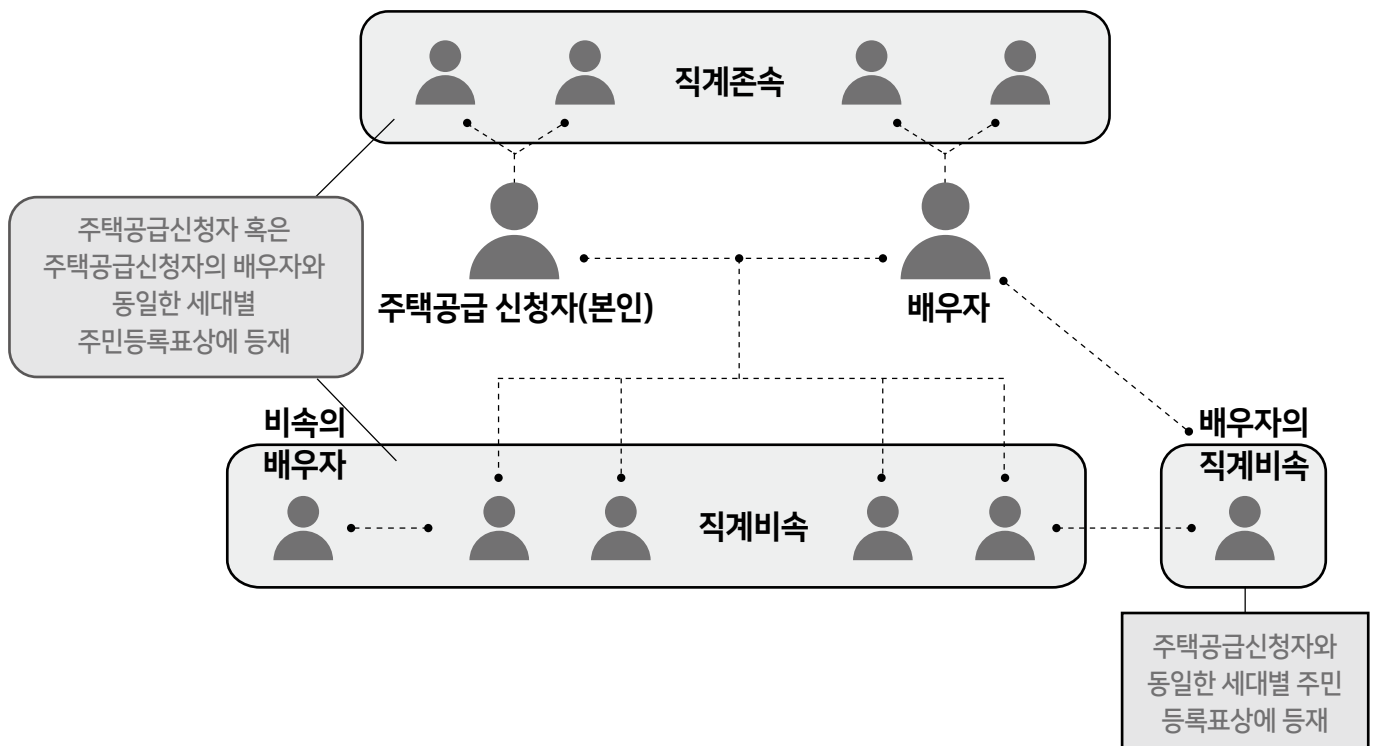 직계존속
주택공급신청자 혹은
주택공급신청자의 배우자와
동일한 세대별
주민등록표상에 등재
주택공급 신청자(본인)
배우자
비속의
배우자
직계비속
배우자의
직계비속
주택공급신청자와
동일한 세대별 주민
등록표상에 등재